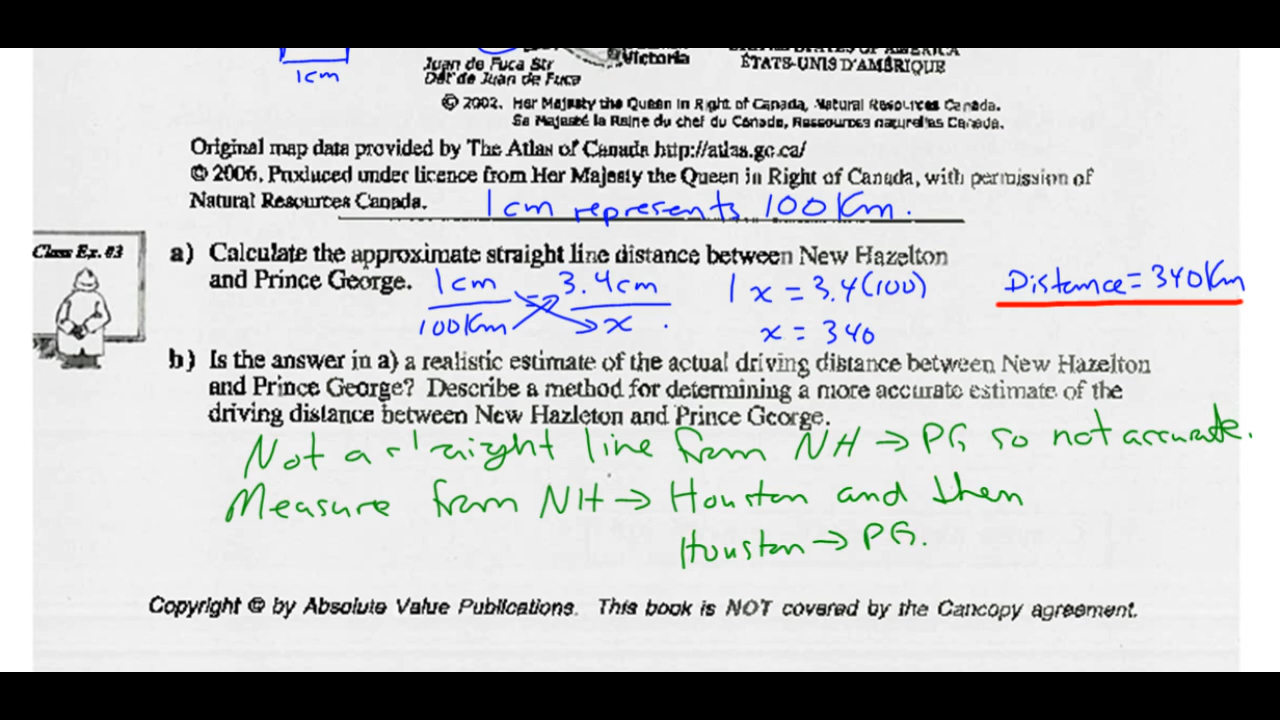 1cm
Victoria
Juan de Fuca Str
Dét de Juan de Fuca
ÉTATS-UNIS D'AMÉRIQUE
© 2002. Her Majesty the Queen in Right of Canada, Natural Resources Canada.
Sa Majesté la Reine du chef du Canada, Ressources naturelles Canada.
Original map data provided by The Atlas of Canada http://atlas.gc.ca/
© 2006. Produced under licence from Her Majesty the Queen in Right of Canada, with permission of
Natural Resources Canada. 1cm represents 100 Km.
Class Ex. #3
a) Calculate the approximate straight line distance between New Hazelton
and Prince George.
1cm / 100Km = 3.4cm / x
1x = 3.4(100)
x = 340
Distance = 340Km
b) Is the answer in a) a realistic estimate of the actual driving distance between New Hazelton
and Prince George? Describe a method for determining a more accurate estimate of the
driving distance between New Hazleton and Prince George.
Not a straight line from NH → PG so not accurate.
Measure from NH → Houston and then
Houston → PG.
Copyright © by Absolute Value Publications. This book is NOT covered by the Cancopy agreement.